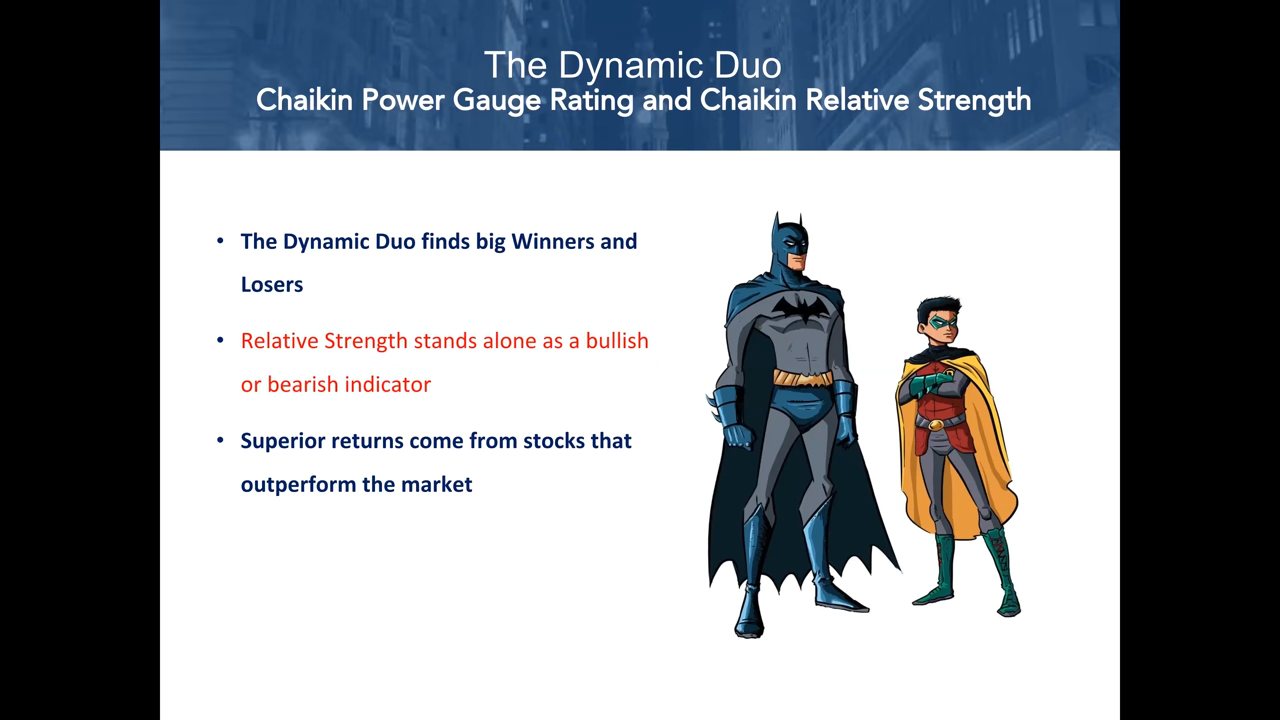 The Dynamic Duo
Chaikin Power Gauge Rating and Chaikin Relative Strength
• The Dynamic Duo finds big Winners and
Losers
• Relative Strength stands alone as a bullish
or bearish indicator
• Superior returns come from stocks that
outperform the market